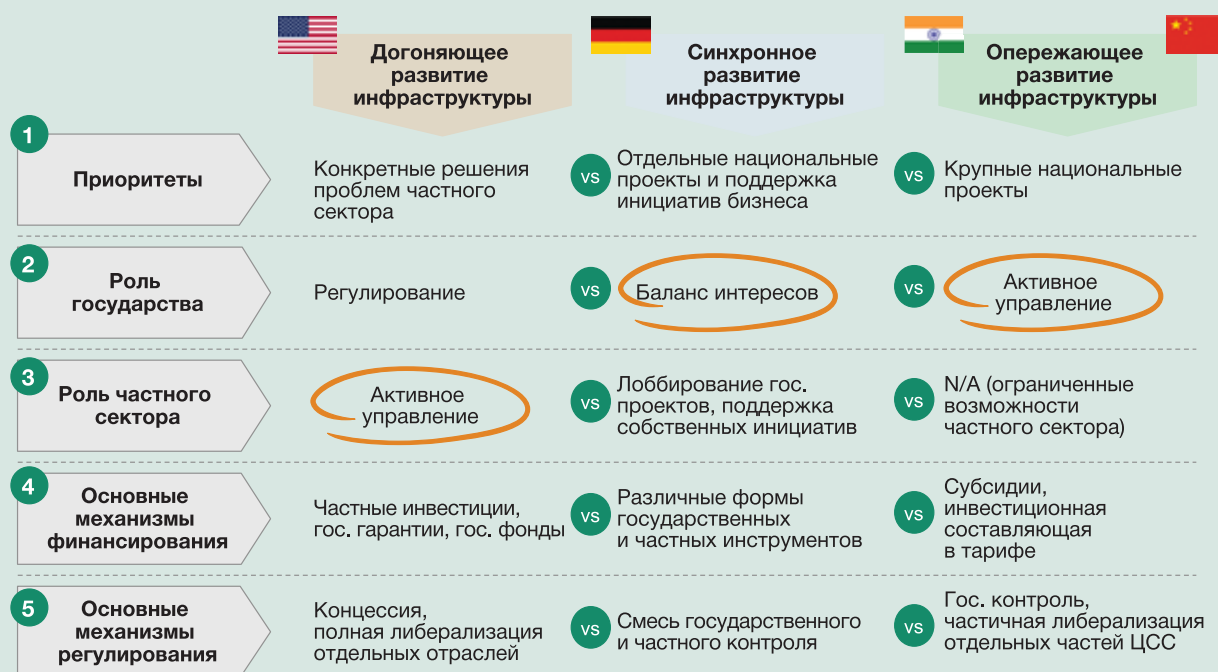 Догоняющее
развитие
инфраструктуры
Синхронное
развитие
инфраструктуры
Опережающее
развитие
инфраструктуры
1
Приоритеты
Конкретные решения
проблем частного
сектора
vs
Отдельные национальные
проекты и поддержка
инициатив бизнеса
vs
Крупные национальные
проекты
2
Роль
государства
Регулирование
vs
Баланс интересов
vs
Активное
управление
3
Роль частного
сектора
Активное
управление
vs
Лоббирование гос.
проектов, поддержка
собственных инициатив
vs
N/A (ограниченные
возможности
частного сектора)
4
Основные
механизмы
финансирования
Частные инвестиции,
гос. гарантии, гос. фонды
vs
Различные формы
государственных
и частных инструментов
vs
Субсидии,
инвестиционная
составляющая
в тарифе
5
Основные
механизмы
регулирования
Концессия,
полная либерализация
отдельных отраслей
vs
Смесь государственного
и частного контроля
vs
Гос. контроль,
частичная либерализация
отдельных частей ЦСС